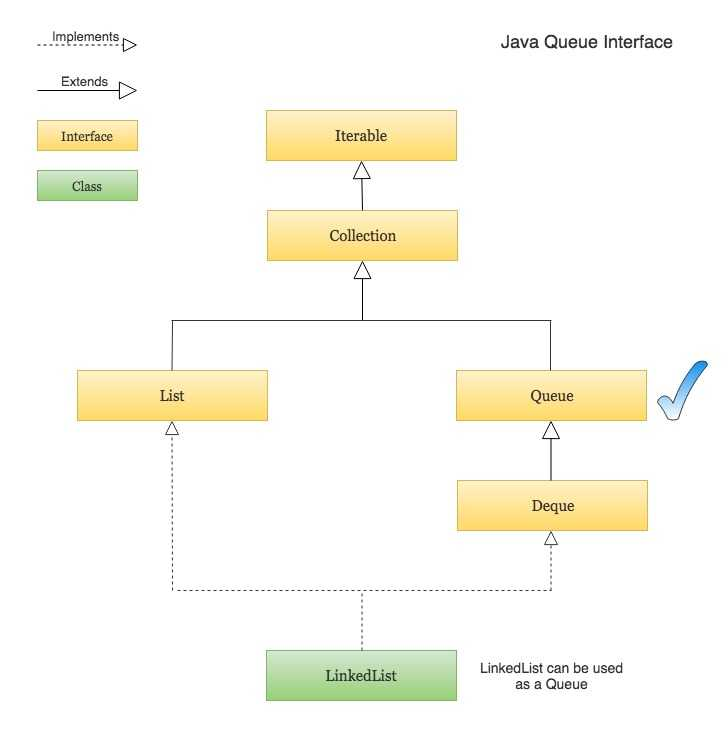 Implements
Java Queue Interface
Extends
Interface
Iterable
Class
Collection
List
Queue
Deque
LinkedList
LinkedList can be used
as a Queue